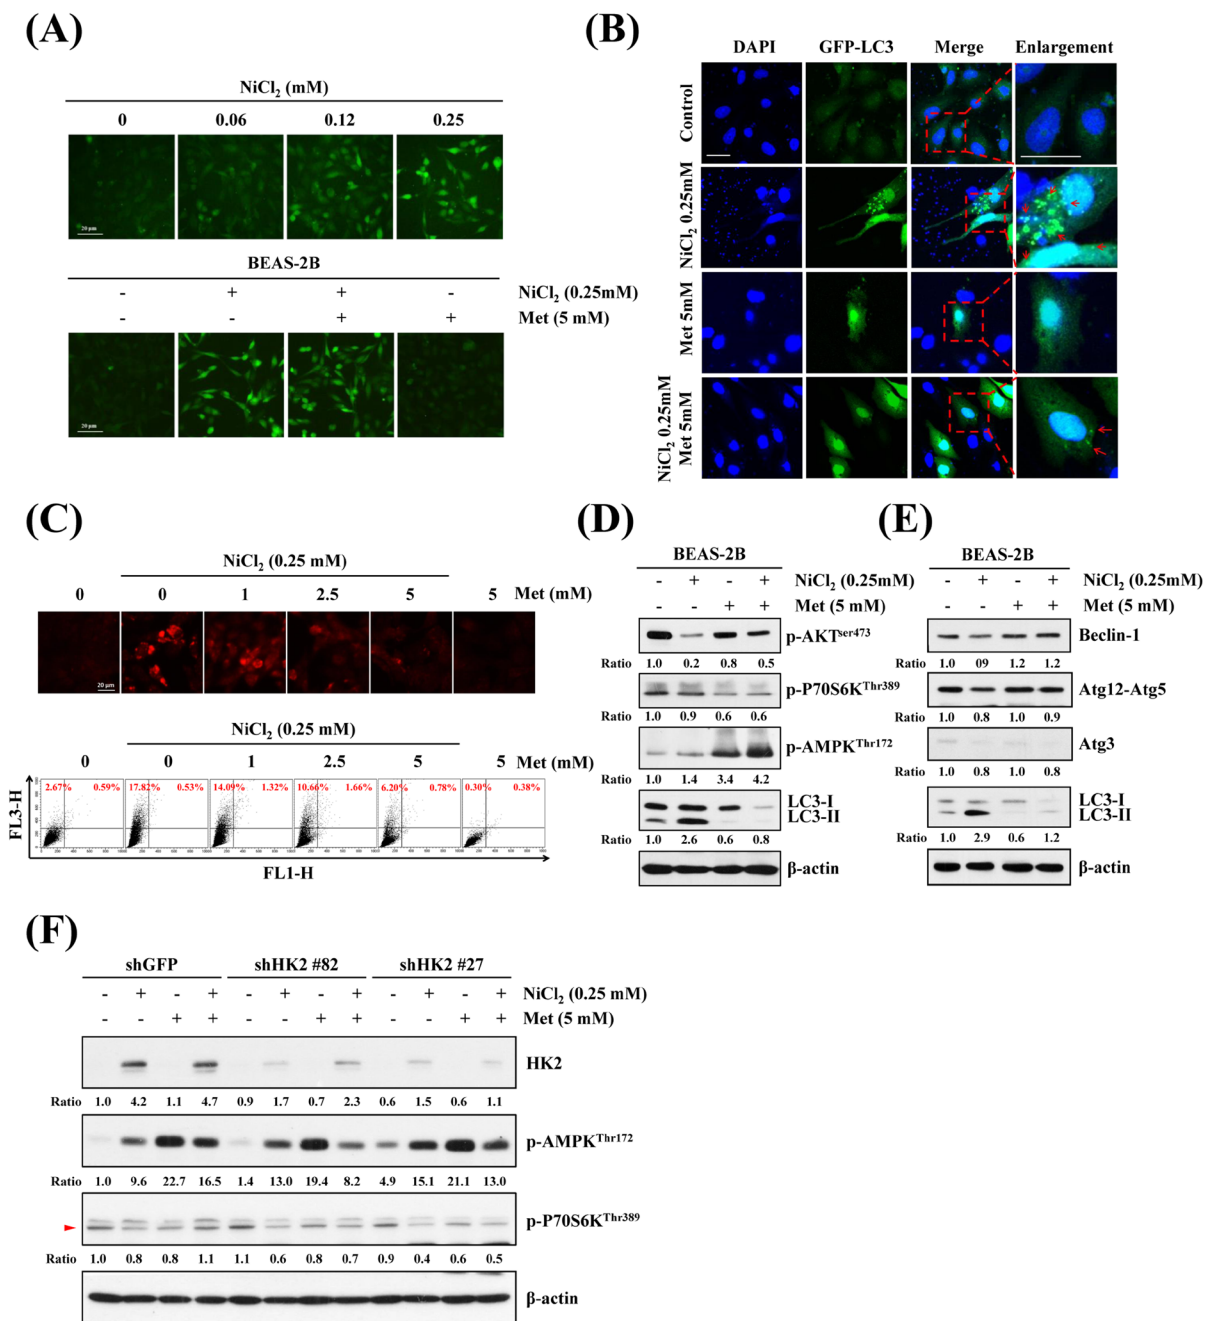 (A)
NiCl₂ (mM)
0 0.06 0.12 0.25
20 μm
BEAS-2B
- + + - NiCl₂ (0.25mM)
- - + + Met (5 mM)
20 μm
(B)
DAPI GFP-LC3 Merge Enlargement
Control
NiCl₂ 0.25mM
Met 5mM
NiCl₂ 0.25mM
Met 5mM
(C)
NiCl₂ (0.25 mM)
0 0 1 2.5 5 5 Met (mM)
20 μm
NiCl₂ (0.25 mM)
0 0 1 2.5 5 5 Met (mM)
2.67% 0.59% 17.82% 0.53% 14.09% 1.32% 10.66% 1.66% 6.20% 0.78% 0.30% 0.38%
FL3-H
FL1-H
(D)
BEAS-2B
- + - + NiCl₂ (0.25mM)
- - + + Met (5 mM)
p-AKTˢᵉʳ⁴⁷³
Ratio 1.0 0.2 0.8 0.5
p-P70S6Kᵀʰʳ³⁸⁹
Ratio 1.0 0.9 0.6 0.6
p-AMPKᵀʰʳ¹⁷²
Ratio 1.0 1.4 3.4 4.2
LC3-I
LC3-II
Ratio 1.0 2.6 0.6 0.8
β-actin
(E)
BEAS-2B
- + - + NiCl₂ (0.25mM)
- - + + Met (5 mM)
Beclin-1
Ratio 1.0 09 1.2 1.2
Atg12-Atg5
Ratio 1.0 0.8 1.0 0.9
Atg3
Ratio 1.0 0.8 1.0 0.8
LC3-I
LC3-II
Ratio 1.0 2.9 0.6 1.2
β-actin
(F)
shGFP shHK2 #82 shHK2 #27
- + - + - + - + - + - + NiCl₂ (0.25 mM)
- - + + - - + + - - + + Met (5 mM)
HK2
Ratio 1.0 4.2 1.1 4.7 0.9 1.7 0.7 2.3 0.6 1.5 0.6 1.1
p-AMPKᵀʰʳ¹⁷²
Ratio 1.0 9.6 22.7 16.5 1.4 13.0 19.4 8.2 4.9 15.1 21.1 13.0
p-P70S6Kᵀʰʳ³⁸⁹
Ratio 1.0 0.8 0.8 1.1 1.1 0.6 0.8 0.7 0.9 0.4 0.6 0.5
β-actin